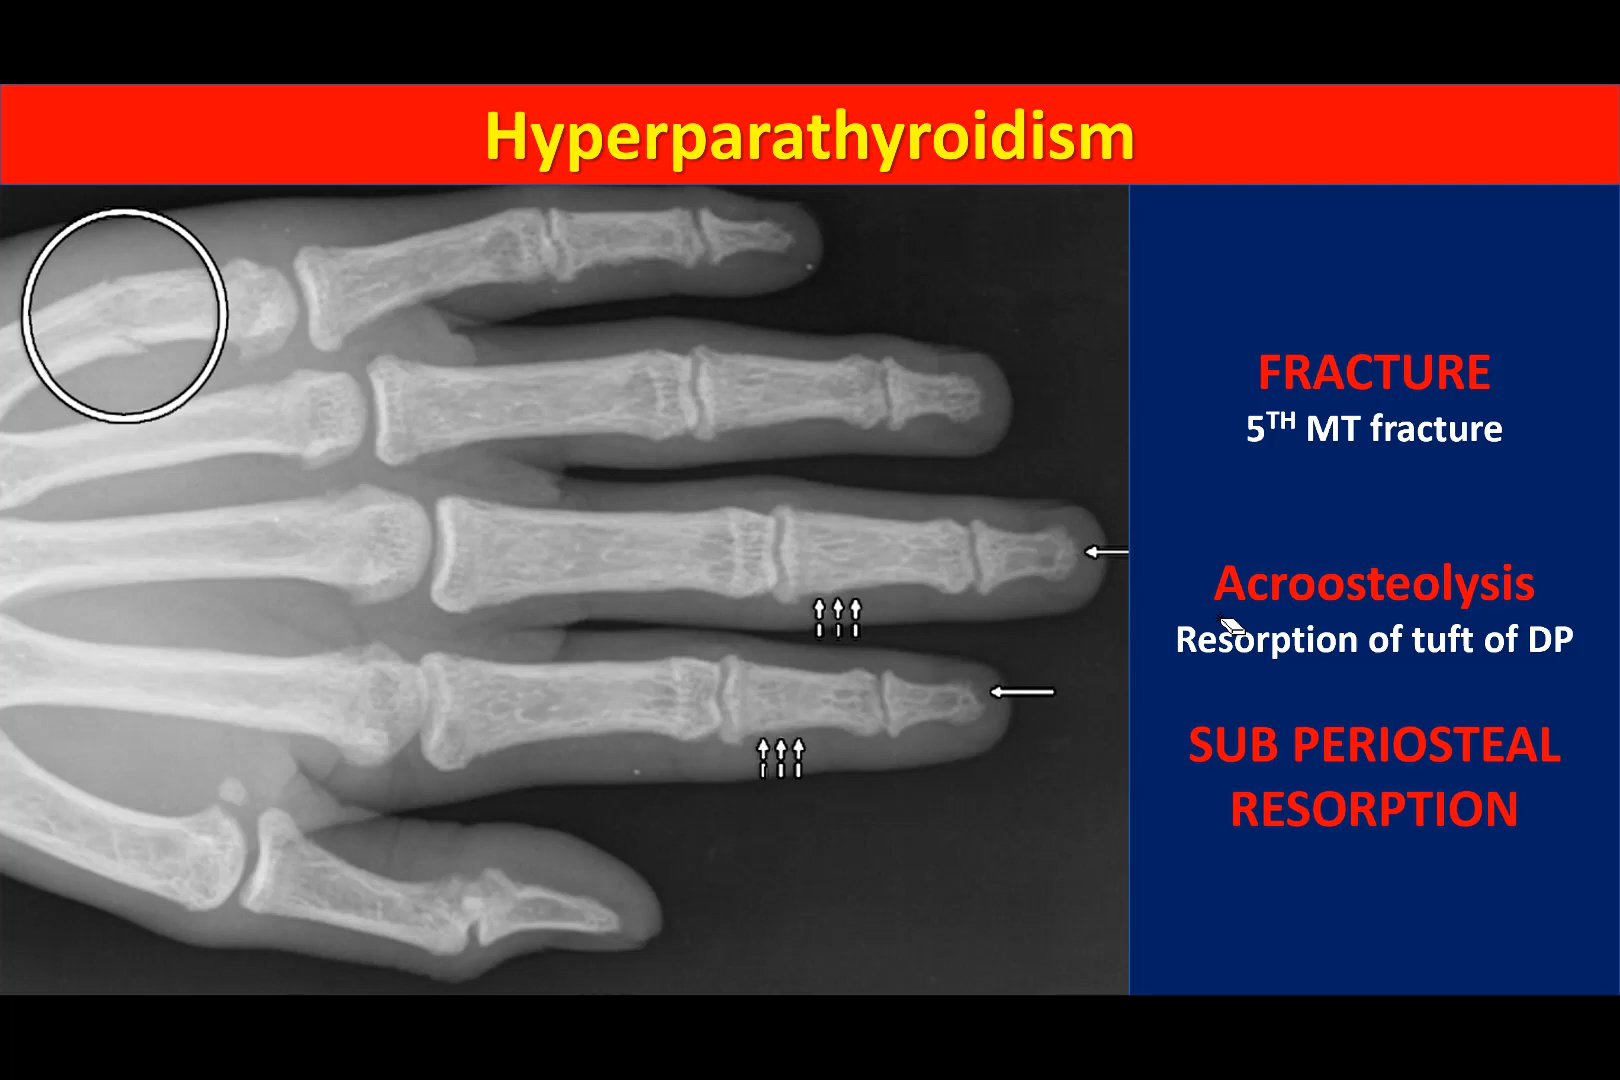 Hyperparathyroidism
FRACTURE
5TH MT fracture
Acroosteolysis
Resorption of tuft of DP
SUB PERIOSTEAL
RESORPTION